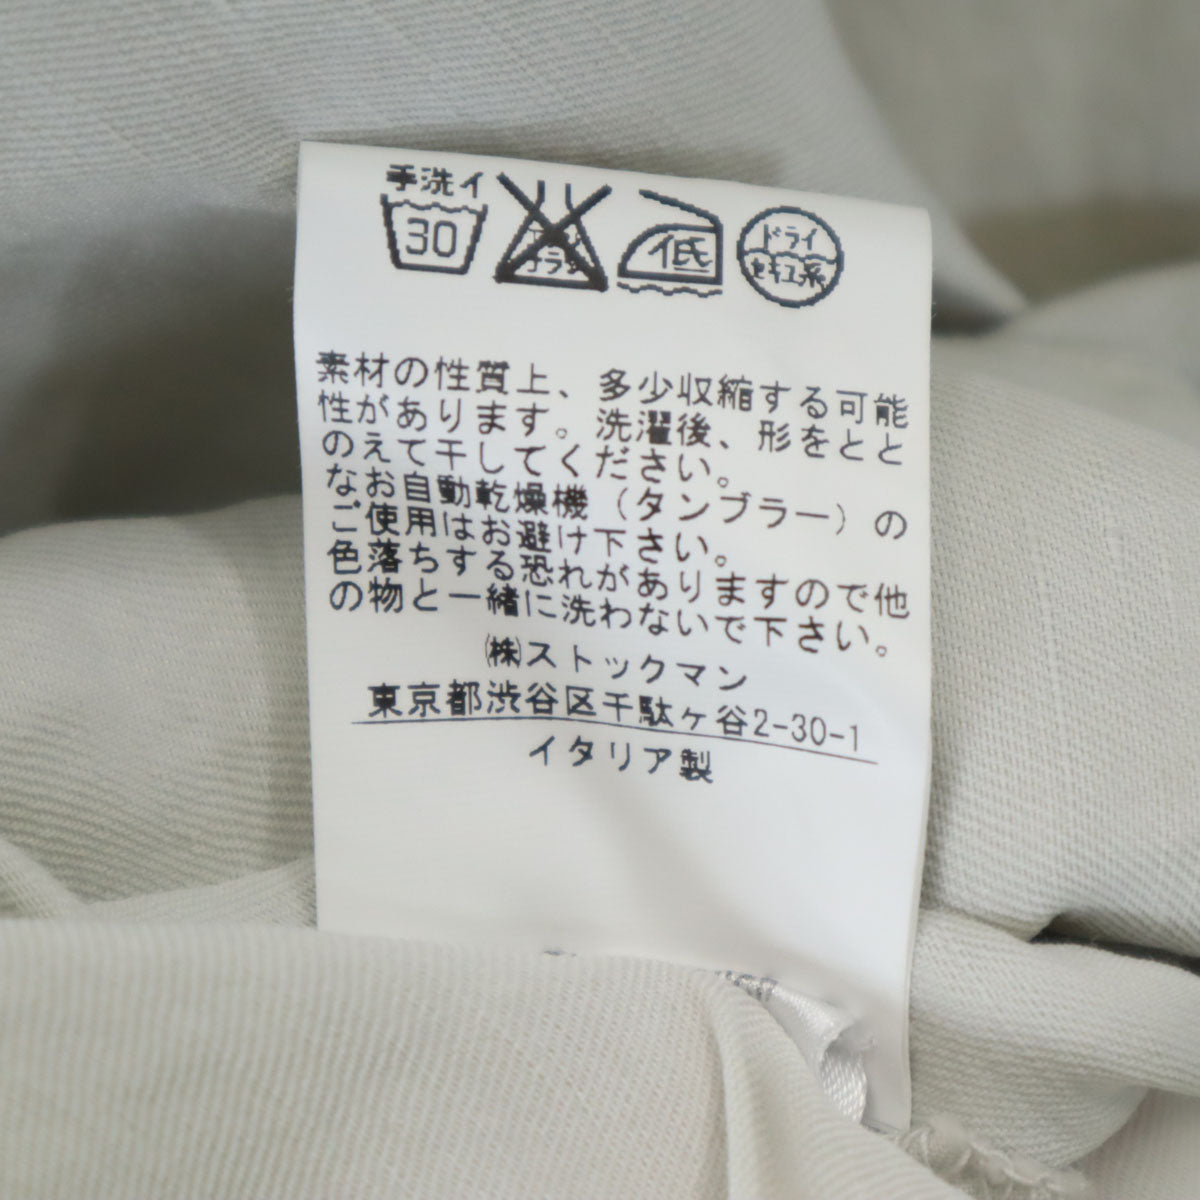 手洗イ
30
低
ドライ
セキユ系
素材の性質上、多少収縮する可能
性があります。洗濯後、形をとと
のえて干してください。
なお自動乾燥機（タンブラー）の
ご使用はお避け下さい。
色落ちする恐れがありますので他
の物と一緒に洗わないで下さい。
㈱ストックマン
東京都渋谷区千駄ヶ谷2-30-1
イタリア製